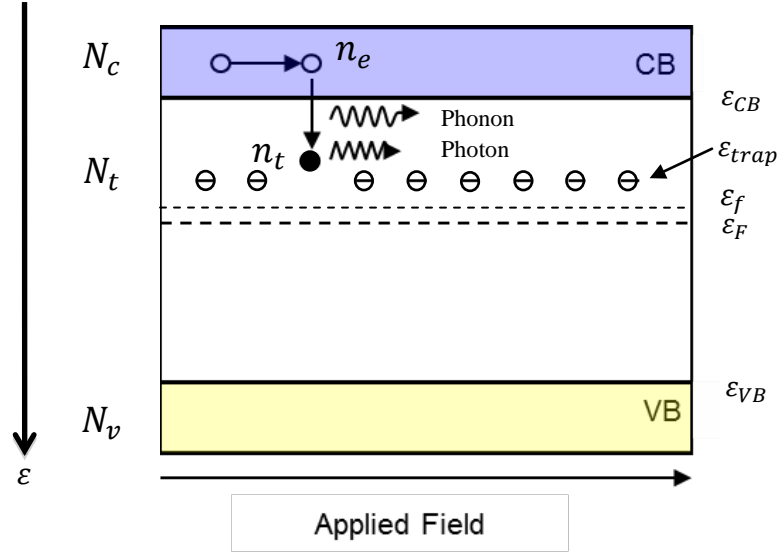 N_c
n_e
CB
ε_CB
Phonon
Photon
n_t
N_t
ε_trap
ε_f
ε_F
ε_VB
VB
N_v
ε
Applied Field